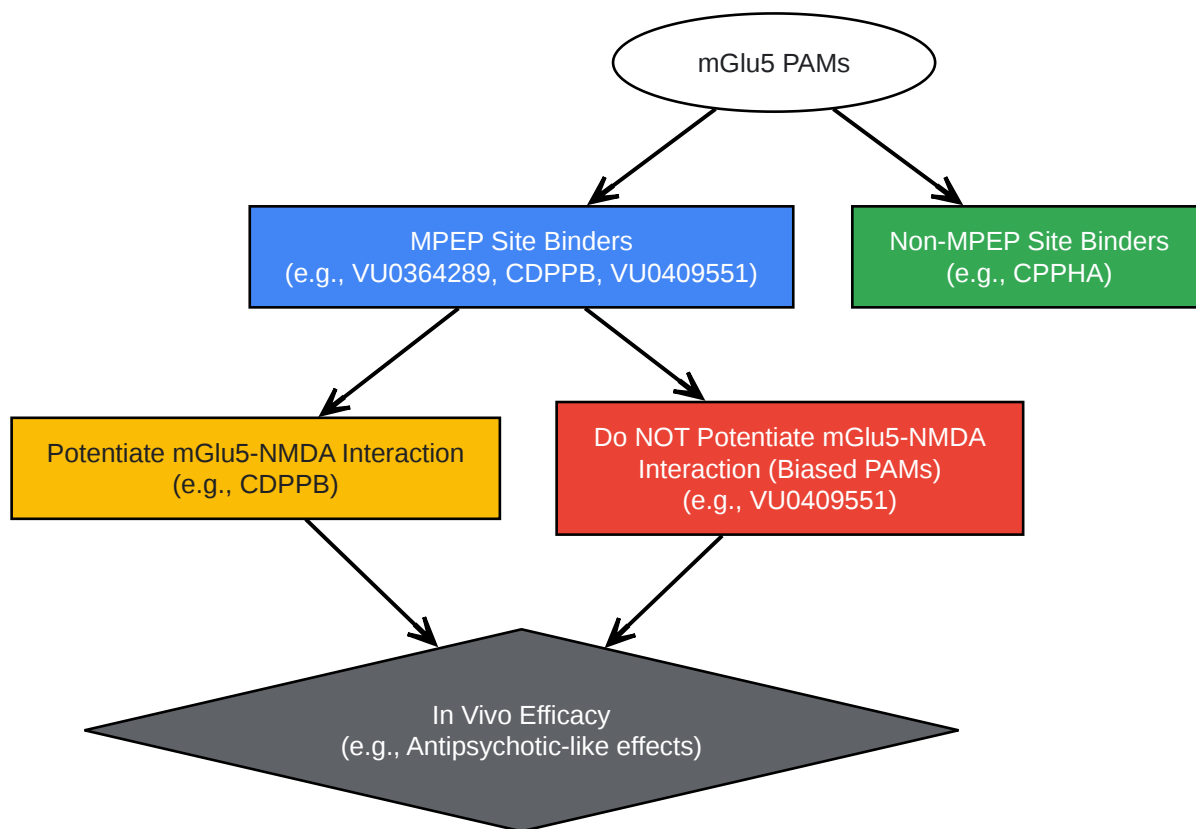 mGlu5 PAMs
MPEP Site Binders
(e.g., VU0364289, CDPPB, VU0409551)
Non-MPEP Site Binders
(e.g., CPPHA)
Potentiate mGlu5-NMDA Interaction
(e.g., CDPPB)
Do NOT Potentiate mGlu5-NMDA
Interaction (Biased PAMs)
(e.g., VU0409551)
In Vivo Efficacy
(e.g., Antipsychotic-like effects)